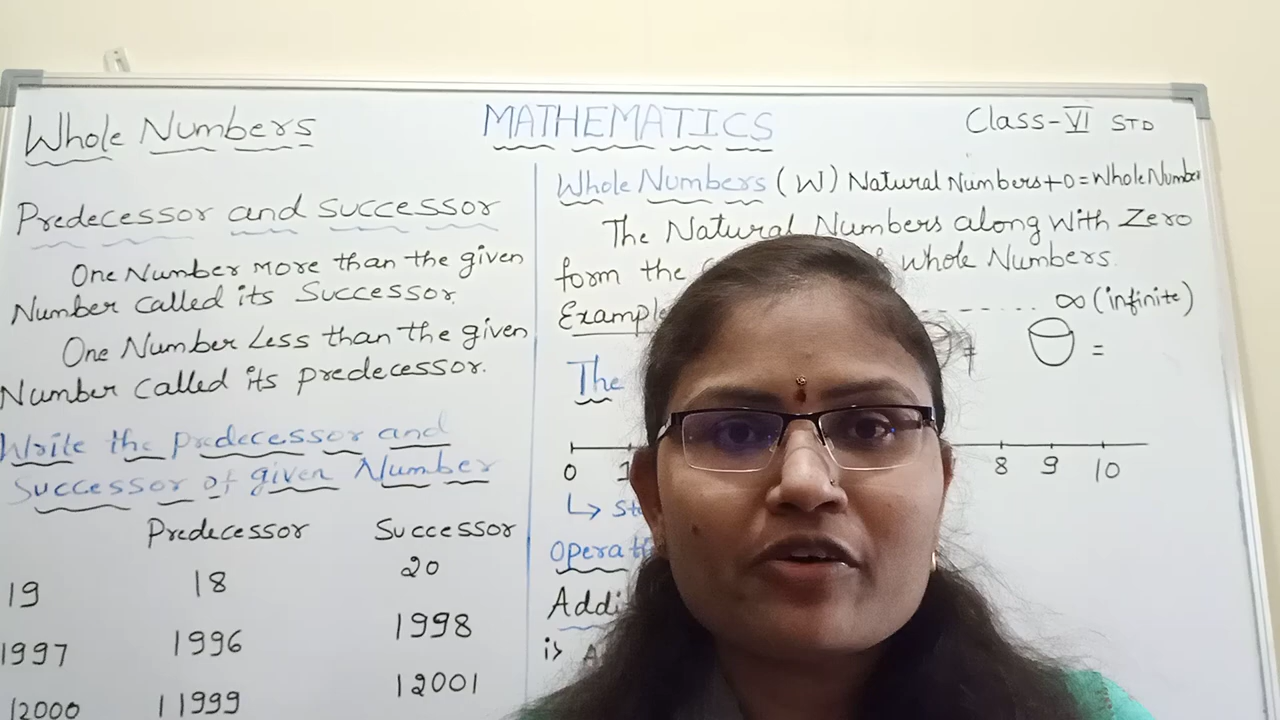 Whole Numbers
MATHEMATICS
Class-VI STD
Predecessor and Successor
One Number more than the given
Number called its Successor.
One Number Less than the given
Number called its predecessor.
Write the predecessor and
Successor of given Number
Predecessor Successor
19 18 20
1997 1996 1998
12000 11999 12001
Whole Numbers (W) Natural Numbers+0=Whole Number
The Natural Numbers along with Zero
form the whole Numbers.
Example ∞ (infinite)
=
The
0 8 9 10
is